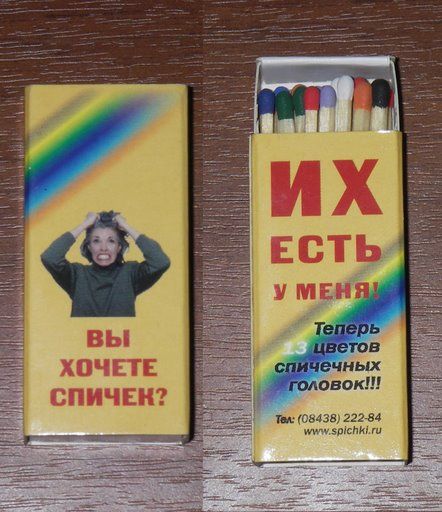 ВЫ
ХОЧЕТЕ
СПИЧЕК?
ИХ
ЕСТЬ
У МЕНЯ!
Теперь
13 цветов
спичечных
головок!!!
Тел: (08438) 222-84
www.spichki.ru